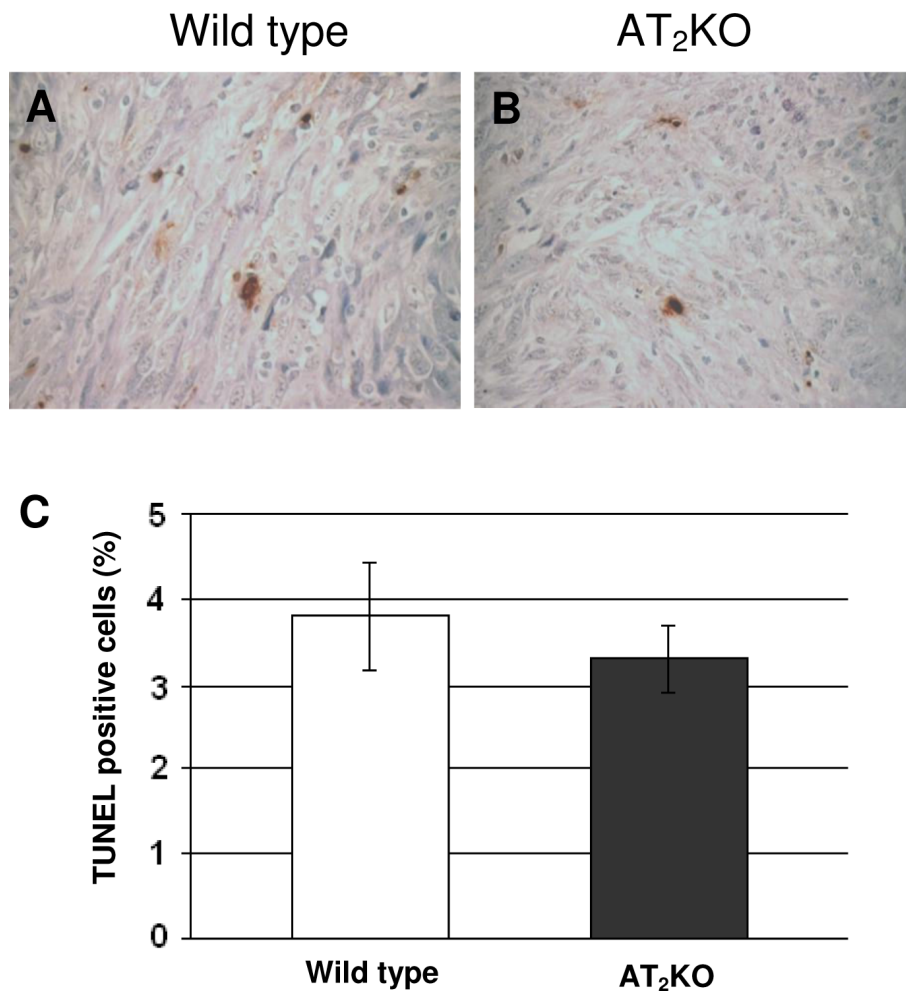 Wild type AT₂KO
A B
C
TUNEL positive cells (%)
5
4
3
2
1
0
Wild type AT₂KO